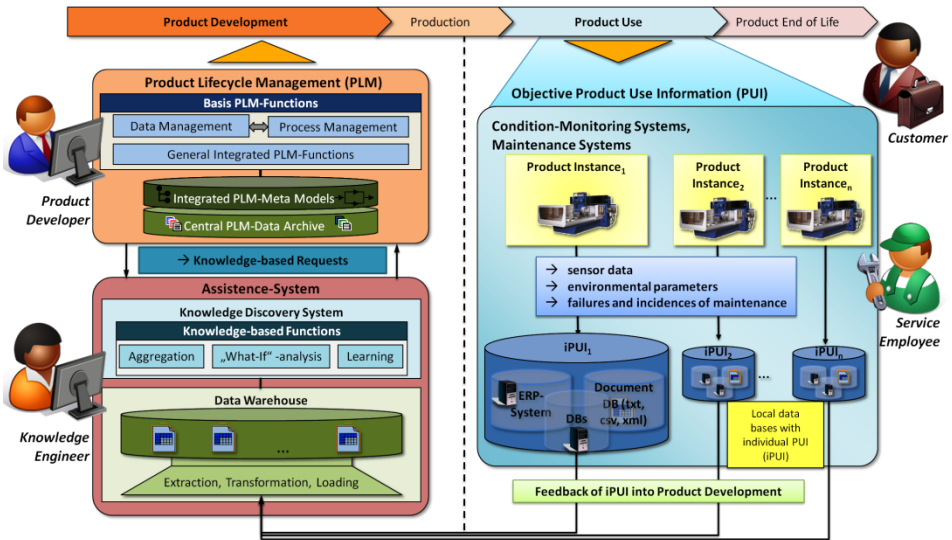 Product Development
Production
Product Use
Product End of Life
Product Lifecycle Management (PLM)
Basis PLM-Functions
Data Management
Process Management
General Integrated PLM-Functions
Integrated PLM-Meta Models
Central PLM-Data Archive
Product
Developer
→ Knowledge-based Requests
Assistence-System
Knowledge Discovery System
Knowledge-based Functions
Aggregation
„What-If“ -analysis
Learning
Data Warehouse
...
Extraction, Transformation, Loading
Knowledge
Engineer
Objective Product Use Information (PUI)
Customer
Condition-Monitoring Systems,
Maintenance Systems
Product
Instance₁
Product
Instance₂
...
Product
Instanceₙ
→ sensor data
→ environmental parameters
→ failures and incidences of maintenance
Service
Employee
iPUI₁
ERP-
System
Document
DB (txt,
csv, xml)
DBs
iPUI₂
...
iPUIₙ
Local data
bases with
individual PUI
(iPUI)
Feedback of iPUI into Product Development